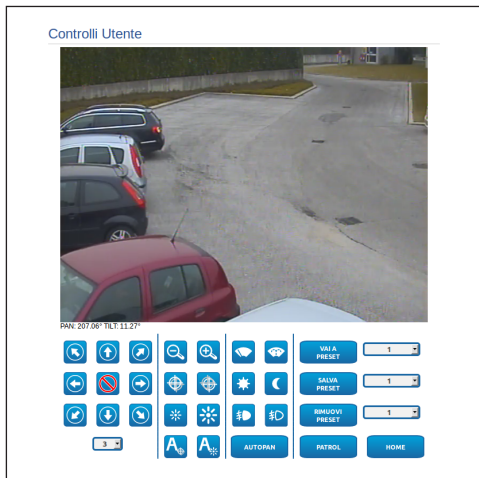 Controlli Utente
PAN: 207.06° TILT: 11.27°
VAI A
PRESET
1
SALVA
PRESET
1
RIMUOVI
PRESET
1
3
A
A
AUTOPAN
PATROL
HOME